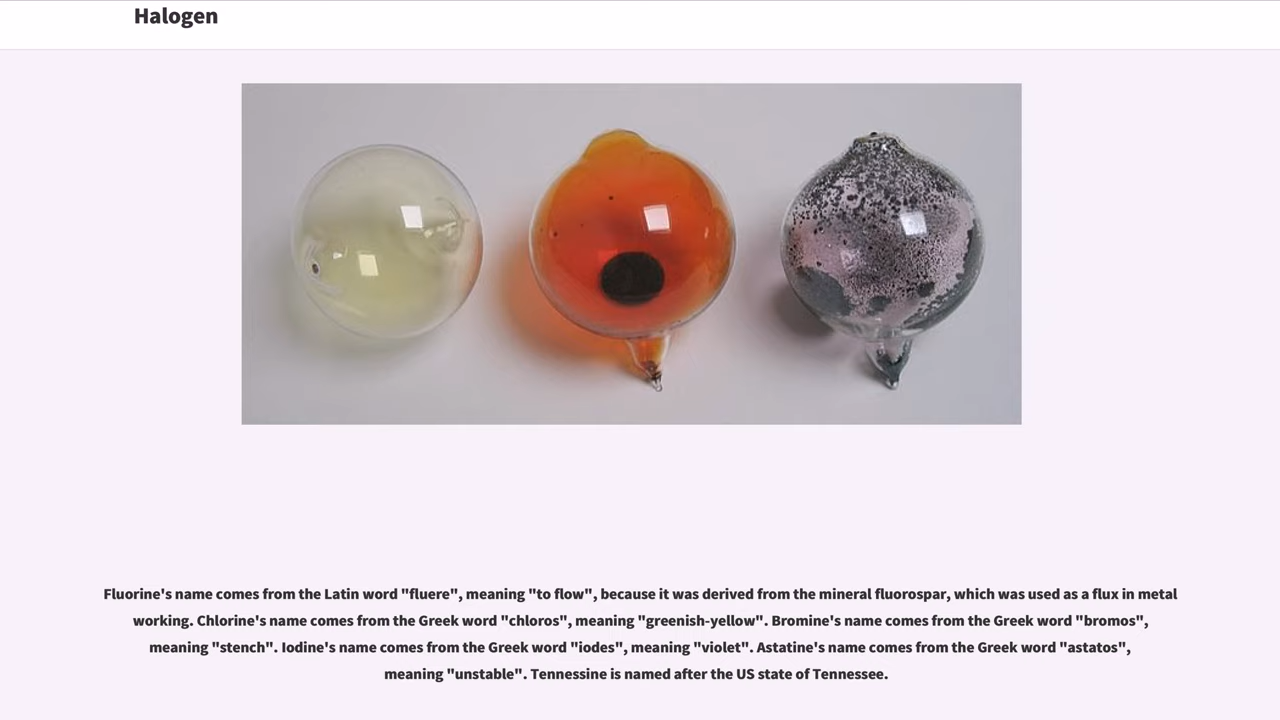 Halogen
Fluorine's name comes from the Latin word "fluere", meaning "to flow", because it was derived from the mineral fluorospar, which was used as a flux in metal
working. Chlorine's name comes from the Greek word "chloros", meaning "greenish-yellow". Bromine's name comes from the Greek word "bromos",
meaning "stench". Iodine's name comes from the Greek word "iodes", meaning "violet". Astatine's name comes from the Greek word "astatos",
meaning "unstable". Tennessine is named after the US state of Tennessee.